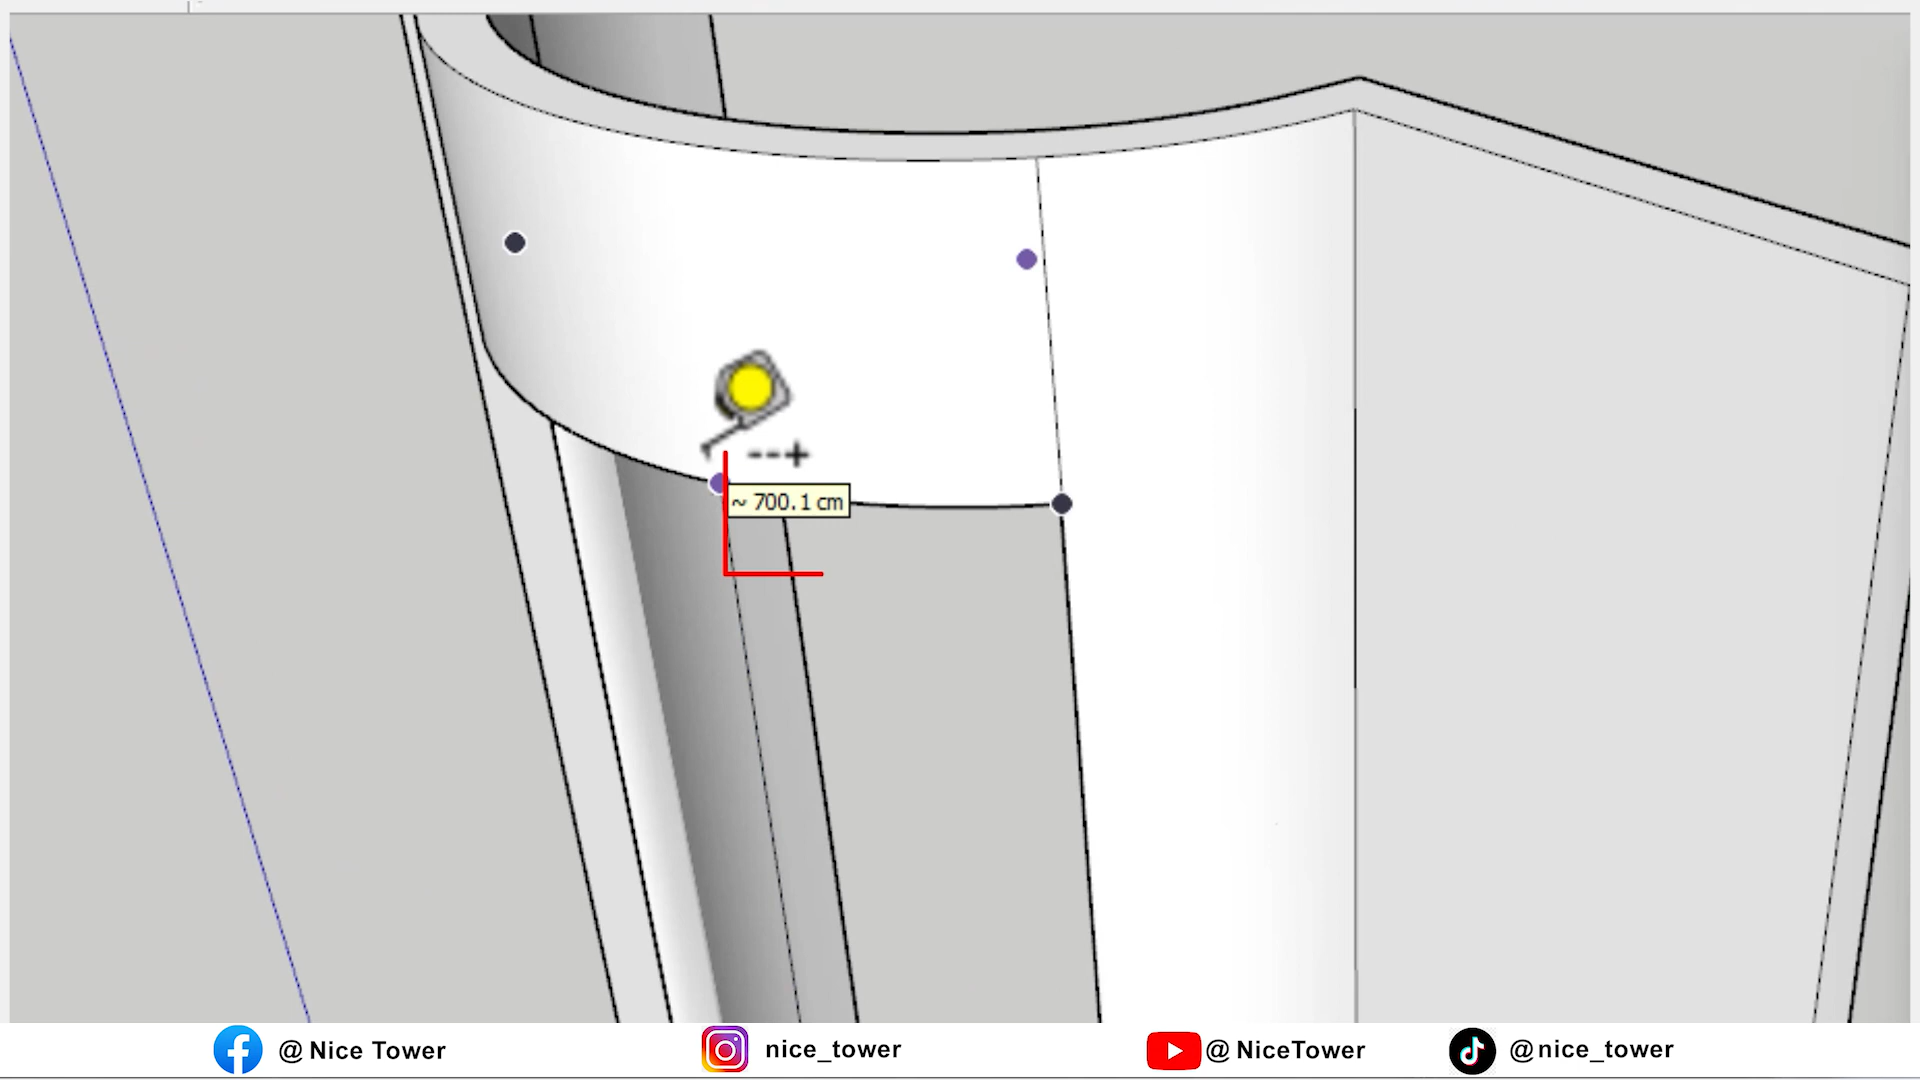 ~ 700.1 cm
@ Nice Tower
nice_tower
@ NiceTower
@nice_tower